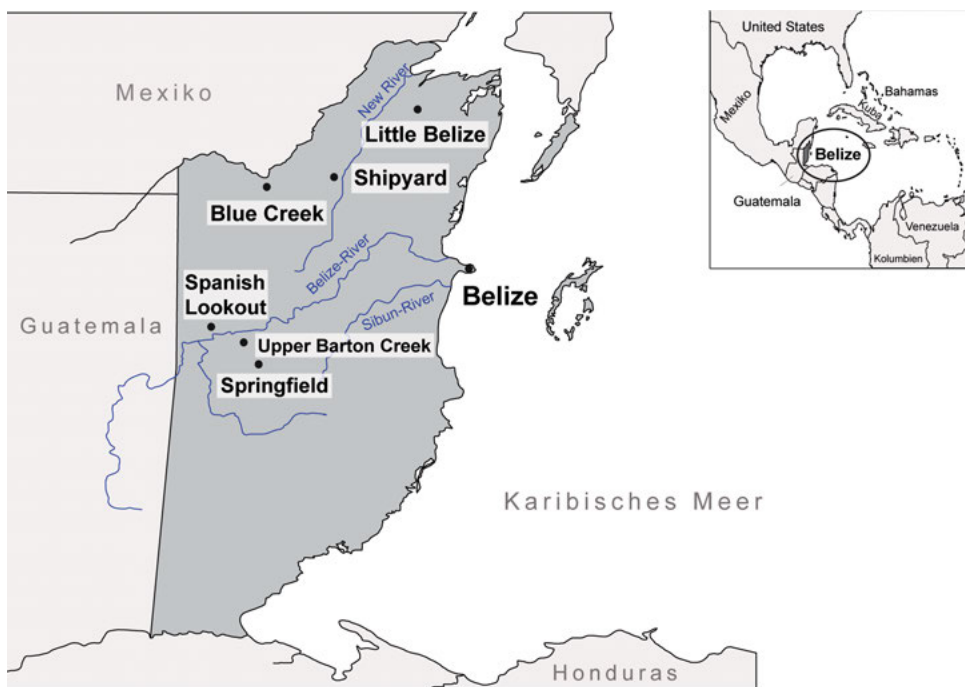 Mexiko
New River
Little Belize
Shipyard
Blue Creek
Belize-River
Belize
Spanish
Lookout
Sibun-River
Guatemala
Upper Barton Creek
Springfield
Karibisches Meer
Honduras
United States
Bahamas
Mexiko
Kuba
Belize
Guatemala
Venezuela
Kolumbien